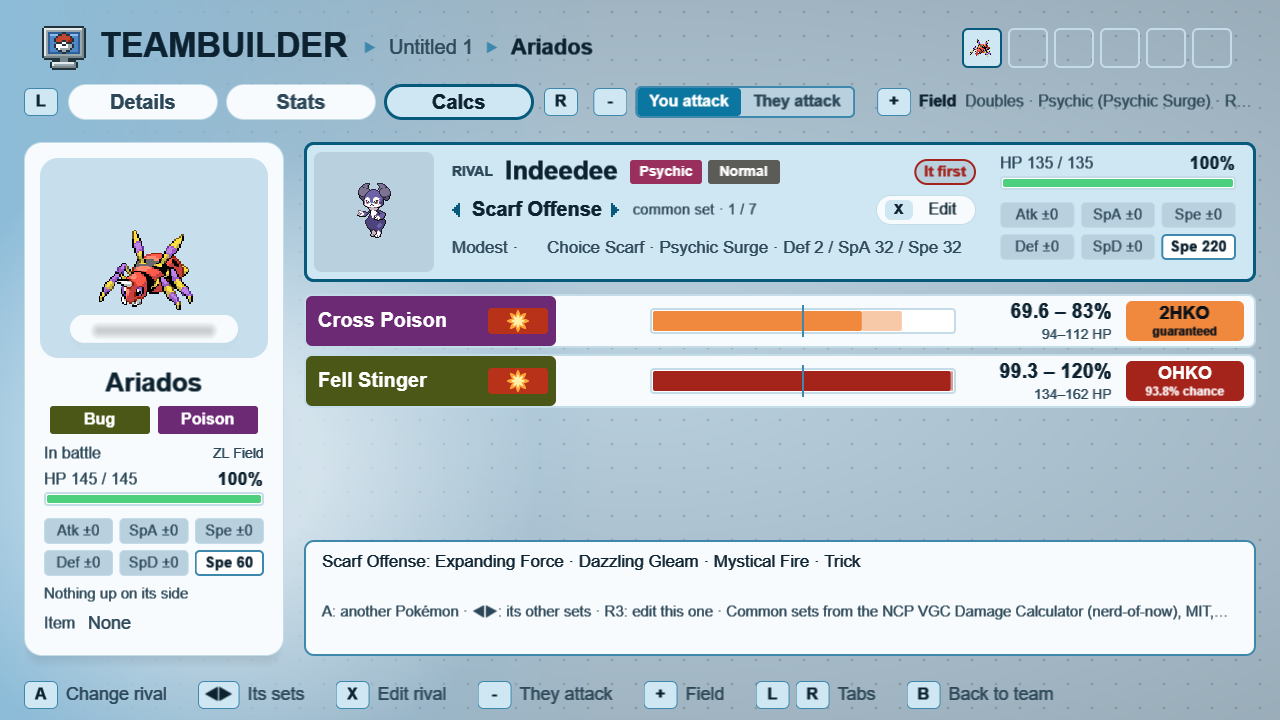 TEAMBUILDER ▸ Untitled 1 ▸ Ariados
L Details Stats Calcs R - You attack They attack + Field Doubles · Psychic (Psychic Surge) · R...
RIVAL Indeedee Psychic Normal It first
Scarf Offense common set · 1 / 7 X Edit
Modest · Choice Scarf · Psychic Surge · Def 2 / SpA 32 / Spe 32
HP 135 / 135 100%
Atk ±0 SpA ±0 Spe ±0
Def ±0 SpD ±0 Spe 220
Cross Poison 69.6 – 83% 2HKO
94–112 HP guaranteed
Fell Stinger 99.3 – 120% OHKO
134–162 HP 93.8% chance
Ariados
Bug Poison
In battle ZL Field
HP 145 / 145 100%
Atk ±0 SpA ±0 Spe ±0
Def ±0 SpD ±0 Spe 60
Nothing up on its side
Item None
Scarf Offense: Expanding Force · Dazzling Gleam · Mystical Fire · Trick
A: another Pokémon · ◀▶: its other sets · R3: edit this one · Common sets from the NCP VGC Damage Calculator (nerd-of-now), MIT,...
A Change rival ◀▶ Its sets X Edit rival - They attack + Field L R Tabs B Back to team